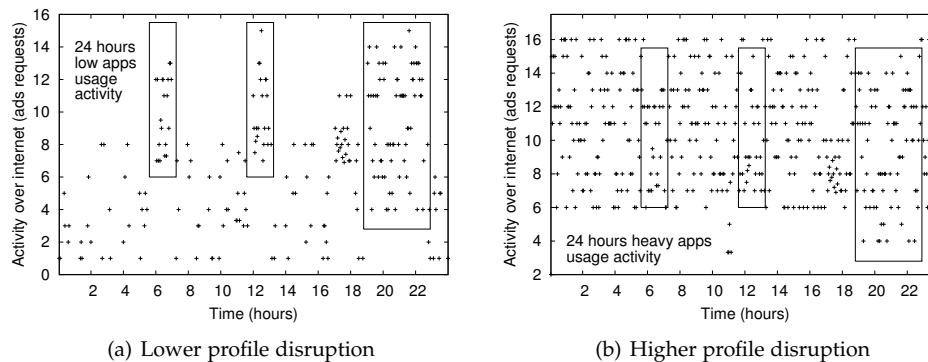 16
14
12
10
8
6
4
2
0
2 4 6 8 10 12 14 16 18 20 22
Activity over internet (ads requests)
Time (hours)
24 hours
low apps
usage
activity
(a) Lower profile disruption
16
14
12
10
8
6
4
2
2 4 6 8 10 12 14 16 18 20 22
Activity over internet (ads requests)
Time (hours)
24 hours heavy apps
usage activity
(b) Higher profile disruption